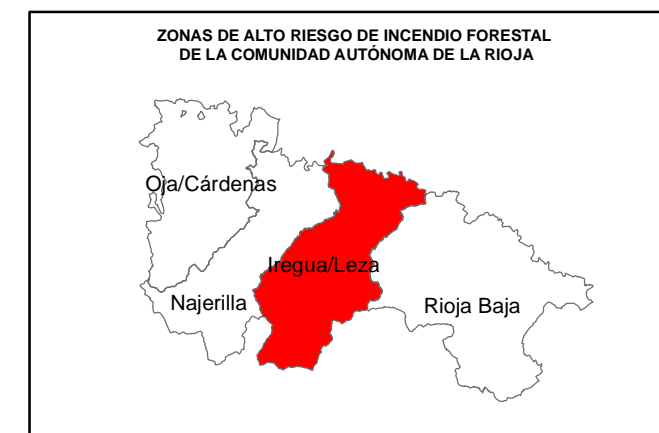 ZONAS DE ALTO RIESGO DE INCENDIO FORESTAL
DE LA COMUNIDAD AUTÓNOMA DE LA RIOJA
Oja/Cárdenas
Iregua/Leza
Najerilla
Rioja Baja